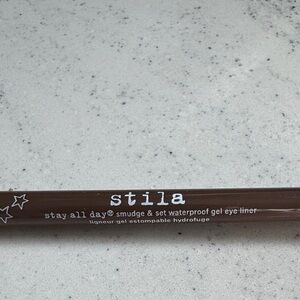 stila
stay all day® smudge & set waterproof gel eye liner
ligneur gel estompable hydrofuge